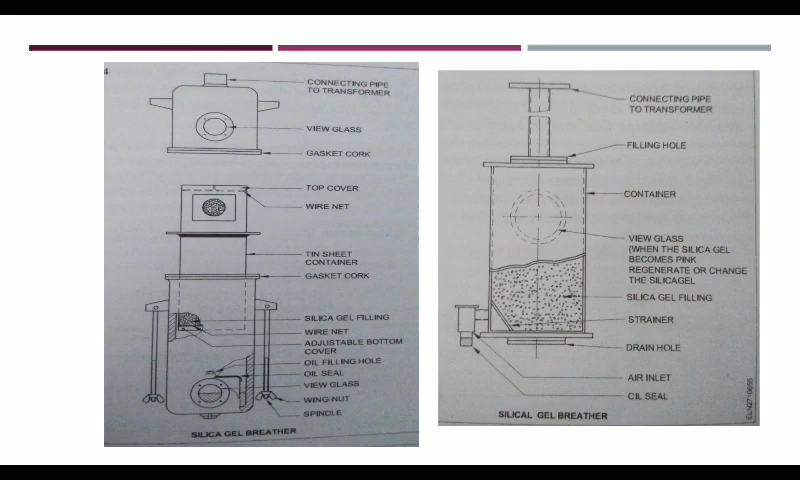 4
CONNECTING PIPE
TO TRANSFORMER
VIEW GLASS
GASKET CORK
TOP COVER
WIRE NET
TIN SHEET
CONTAINER
GASKET CORK
SILICA GEL FILLING
WIRE NET
ADJUSTABLE BOTTOM
COVER
OIL FILLING HOLE
OIL SEAL
VIEW GLASS
WING-NUT
SPINDLE
SILICA GEL BREATHER
CONNECTING PIPE
TO TRANSFORMER
FILLING HOLE
CONTAINER
VIEW GLASS
(WHEN THE SILICA GEL
BECOMES PINK
REGENERATE OR CHANGE
THE SILICAGEL
SILICA GEL FILLING
STRAINER
DRAIN HOLE
AIR INLET
CIL SEAL
SILICAL GEL BREATHER